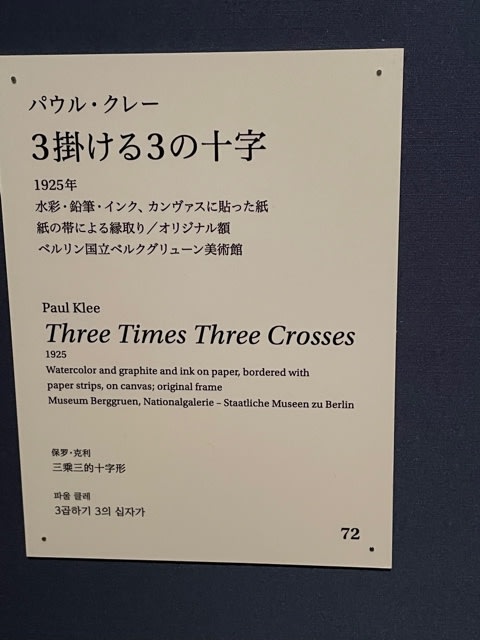 パウル・クレー
3掛ける3の十字
1925年
水彩・鉛筆・インク、カンヴァスに貼った紙
紙の帯による縁取り／オリジナル額
ベルリン国立ベルクグリューン美術館
Paul Klee
Three Times Three Crosses
1925
Watercolor and graphite and ink on paper, bordered with
paper strips, on canvas; original frame
Museum Berggruen, Nationalgalerie – Staatliche Museen zu Berlin
保罗·克利
三乘三的十字形
파울 클레
3곱하기 3의 십자가
72